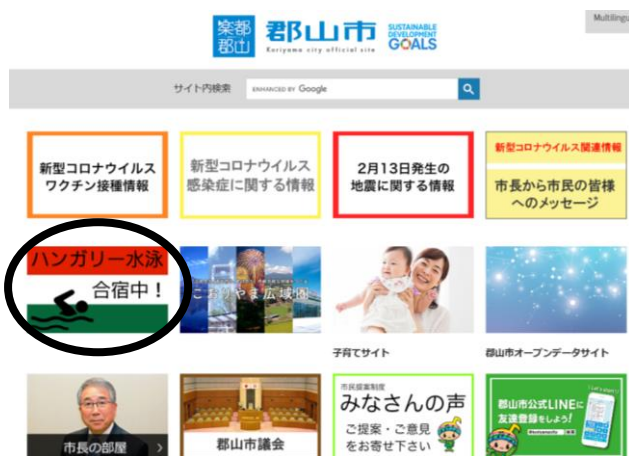 楽都
郡山
郡山市
Koriyama city official site
SUSTAINABLE
DEVELOPMENT
GOALS
Multilingu
サイト内検索
ENHANCED BY Google
新型コロナウイルス
ワクチン接種情報
新型コロナウイルス
感染症に関する情報
2月13日発生の
地震に関する情報
新型コロナウイルス関連情報
市長から市民の皆様
へのメッセージ
ハンガリー水泳
合宿中！
こおりやま広域圏
子育てサイト
郡山市オープンデータサイト
市長の部屋
郡山市議会
市民提案制度
みなさんの声
ご提案・ご意見
をお寄せ下さい
郡山市公式LINEに
友達登録をしよう！